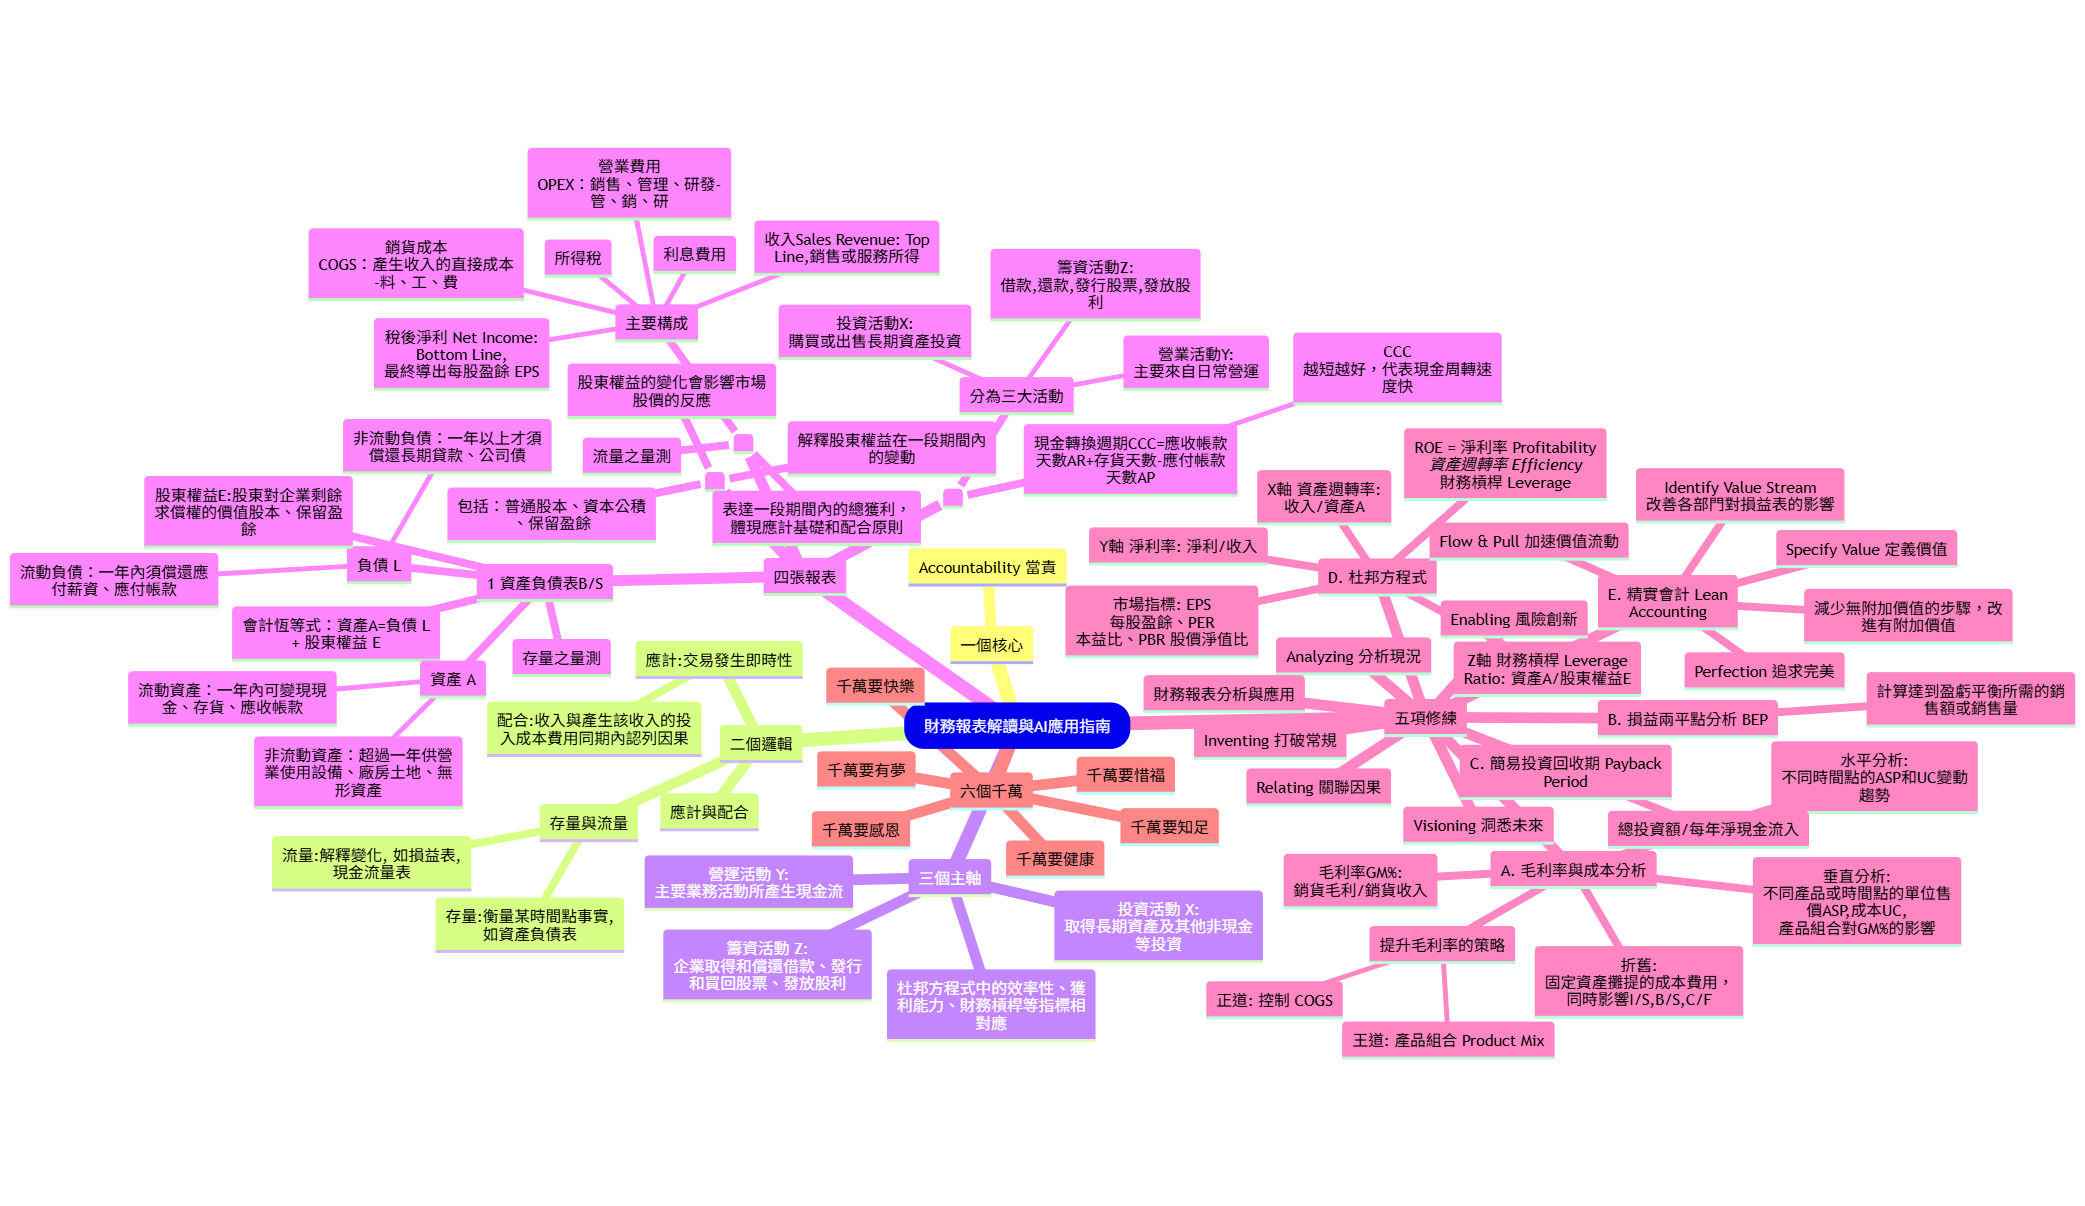 財務報表解讀與AI應用指南
一個核心
Accountability 當責
二個邏輯
應計:交易發生即時性
配合:收入與產生該收入的投
入成本費用同期內認列因果
應計與配合
存量與流量
流量:解釋變化, 如損益表,
現金流量表
存量:衡量某時間點事實,
如資產負債表
三個主軸
營運活動 Y:
主要業務活動所產生現金流
籌資活動 Z:
企業取得和償還借款、發行
和買回股票、發放股利
杜邦方程式中的效率性、獲
利能力、財務槓桿等指標相
對應
投資活動 X:
取得長期資產及其他非現金
等投資
四張報表
1 資產負債表B/S
存量之量測
會計恆等式：資產A=負債 L
+ 股東權益 E
資產 A
流動資產：一年內可變現現
金、存貨、應收帳款
非流動資產：超過一年供營
業使用設備、廠房土地、無
形資產
負債 L
流動負債：一年內須償還應
付薪資、應付帳款
非流動負債：一年以上才須
償還長期貸款、公司債
股東權益E:股東對企業剩餘
求償權的價值股本、保留盈
餘
表達一段期間內的總獲利，
體現應計基礎和配合原則
流量之量測
主要構成
收入Sales Revenue: Top
Line,銷售或服務所得
銷貨成本
COGS：產生收入的直接成本
-料、工、費
營業費用
OPEX：銷售、管理、研發-
管、銷、研
利息費用
所得稅
稅後淨利 Net Income:
Bottom Line,
最終導出每股盈餘 EPS
股東權益的變化會影響市場
股價的反應
解釋股東權益在一段期間內
的變動
包括：普通股本、資本公積
、保留盈餘
分為三大活動
營業活動Y:
主要來自日常營運
投資活動X:
購買或出售長期資產投資
籌資活動Z:
借款,還款,發行股票,發放股
利
現金轉換週期CCC=應收帳款
天數AR+存貨天數-應付帳款
天數AP
CCC
越短越好，代表現金周轉速
度快
五項修練
財務報表分析與應用
Analyzing 分析現況
Inventing 打破常規
Relating 關聯因果
Visioning 洞悉未來
Enabling 風險創新
A. 毛利率與成本分析
毛利率GM%:
銷貨毛利/銷貨收入
提升毛利率的策略
正道: 控制 COGS
王道: 產品組合 Product Mix
折舊:
固定資產攤提的成本費用，
同時影響I/S,B/S,C/F
垂直分析:
不同產品或時間點的單位售
價ASP,成本UC,
產品組合對GM%的影響
水平分析:
不同時間點的ASP和UC變動
趨勢
B. 損益兩平點分析 BEP
計算達到盈虧平衡所需的銷
售額或銷售量
C. 簡易投資回收期 Payback
Period
總投資額/每年淨現金流入
D. 杜邦方程式
ROE = 淨利率 Profitability
資產週轉率 Efficiency
財務槓桿 Leverage
X軸 資產週轉率:
收入/資產A
Y軸 淨利率: 淨利/收入
Z軸 財務槓桿 Leverage
Ratio: 資產A/股東權益E
市場指標: EPS
每股盈餘、PER
本益比、PBR 股價淨值比
E. 精實會計 Lean
Accounting
Specify Value 定義價值
Identify Value Stream
改善各部門對損益表的影響
Flow & Pull 加速價值流動
減少無附加價值的步驟，改
進有附加價值
Perfection 追求完美
六個千萬
千萬要快樂
千萬要有夢
千萬要感恩
千萬要健康
千萬要知足
千萬要惜福